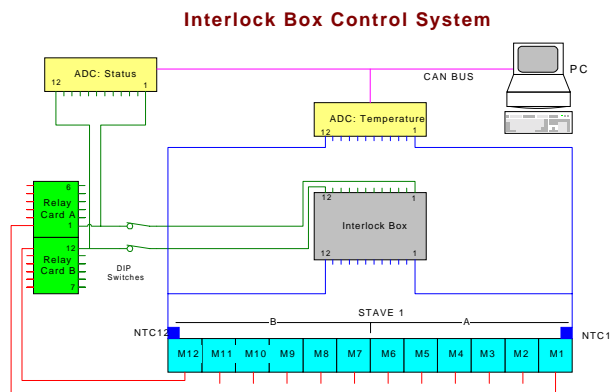 Interlock Box Control System
ADC: Status
12 1
CAN BUS
PC
ADC: Temperature
12 1
6
Relay
Card A
1
12
Relay
Card B
7
DIP
Switches
12 1
Interlock Box
12 1
STAVE 1
B A
NTC12
NTC1
M12 M11 M10 M9 M8 M7 M6 M5 M4 M3 M2 M1